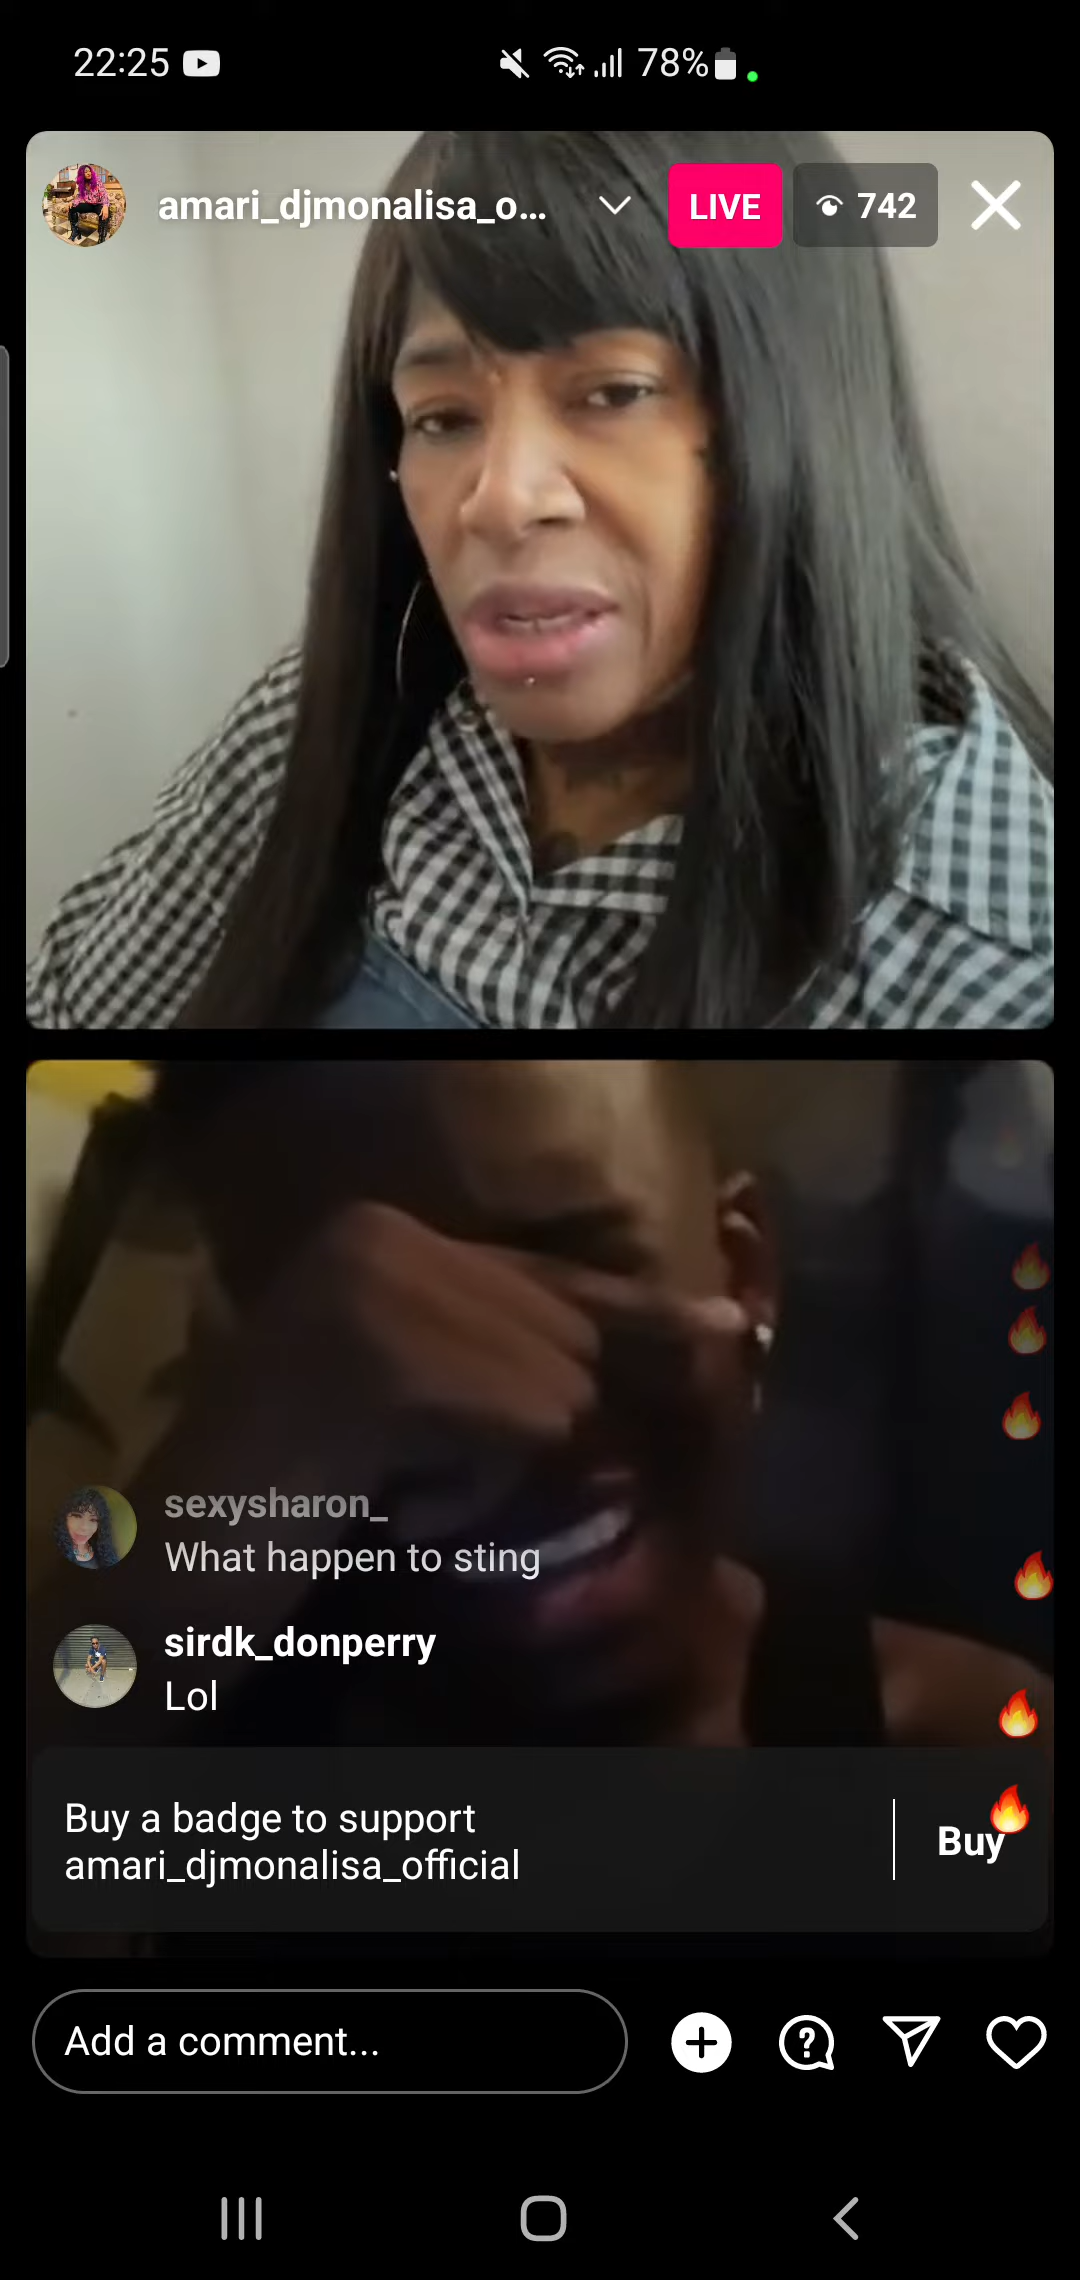 22:25
78%
amari_djmonalisa_o...
LIVE
742
sexysharon_
What happen to sting
sirdk_donperry
Lol
Buy a badge to support
amari_djmonalisa_official
Buy
Add a comment...